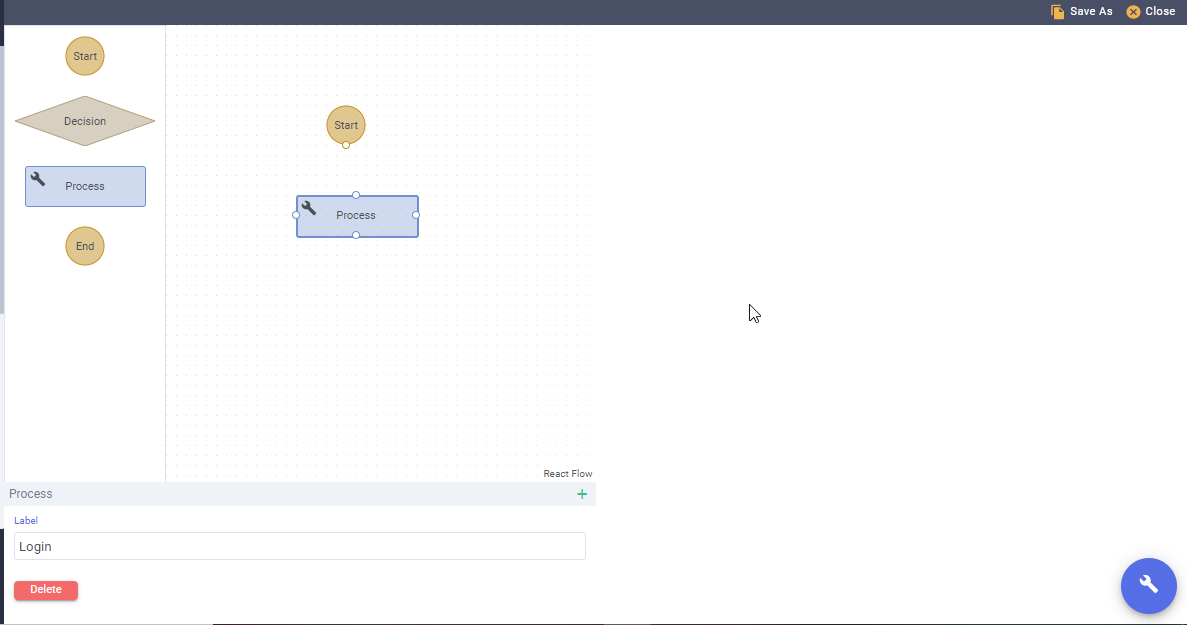 Save As
Close
Start
Decision
Process
End
Start
Process
React Flow
Process
+
Label
Login
Delete